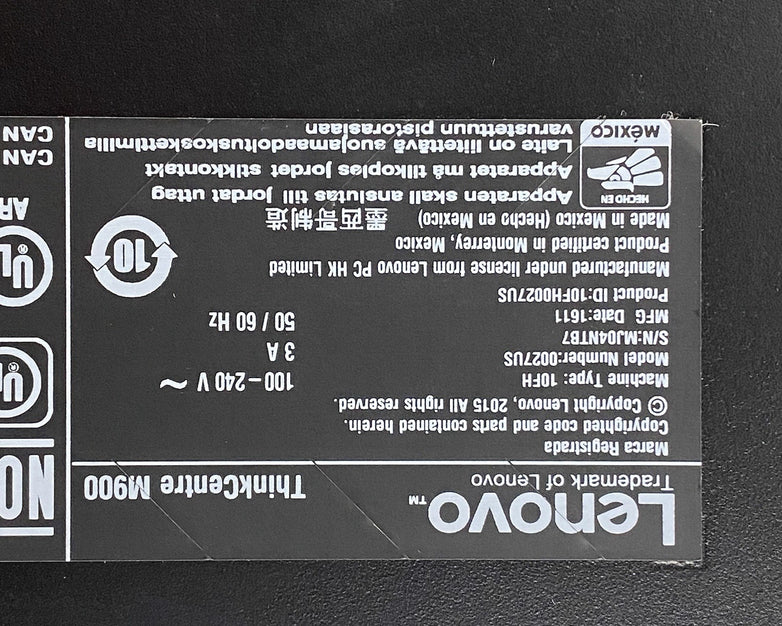 Lenovo™
Trademark of Lenovo
ThinkCentre M900
Marca Registrada
Copyrighted code and parts contained herein.
© Copyright Lenovo, 2015 All rights reserved.
Machine Type: 10FH
Model Number:0027US
S/N:MJ04NTB7
MFG Date:1611
Product ID:10FH0027US
100-240 V ~
3 A
50 / 60 Hz
Manufactured under license from Lenovo PC HK Limited
Product certified in Monterrey, Mexico
Made in Mexico (Hecho en Mexico) 墨西哥制造
10
Apparaten skall anslutas till jordat uttag
Apparatet må tilkoples jordet stikkontakt
Laite on liitettävä suojamaadoituskoskettimilla
varustettuun pistorasiaan
HECHO EN
MÉXICO
NO
UL®
UL®
AR
CAN
CAN